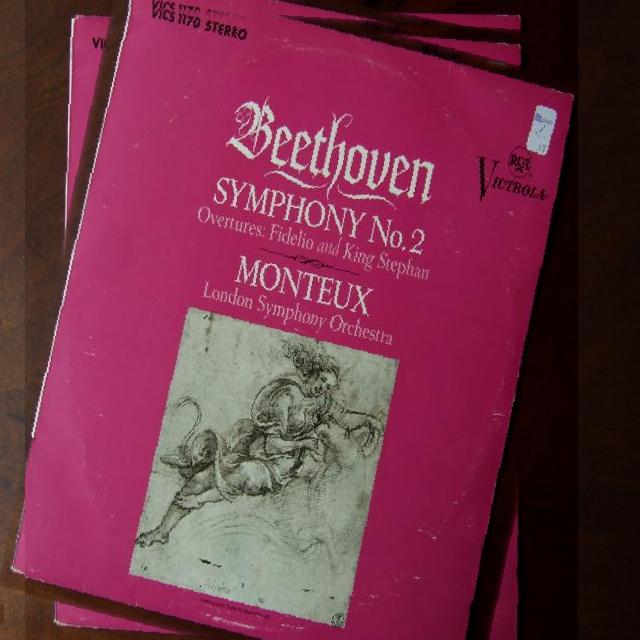 VICS 1170 STEREO
Beethoven
SYMPHONY No. 2
Overtures: Fidelio and King Stephan
MONTEUX
London Symphony Orchestra
RCA
VICTROLA